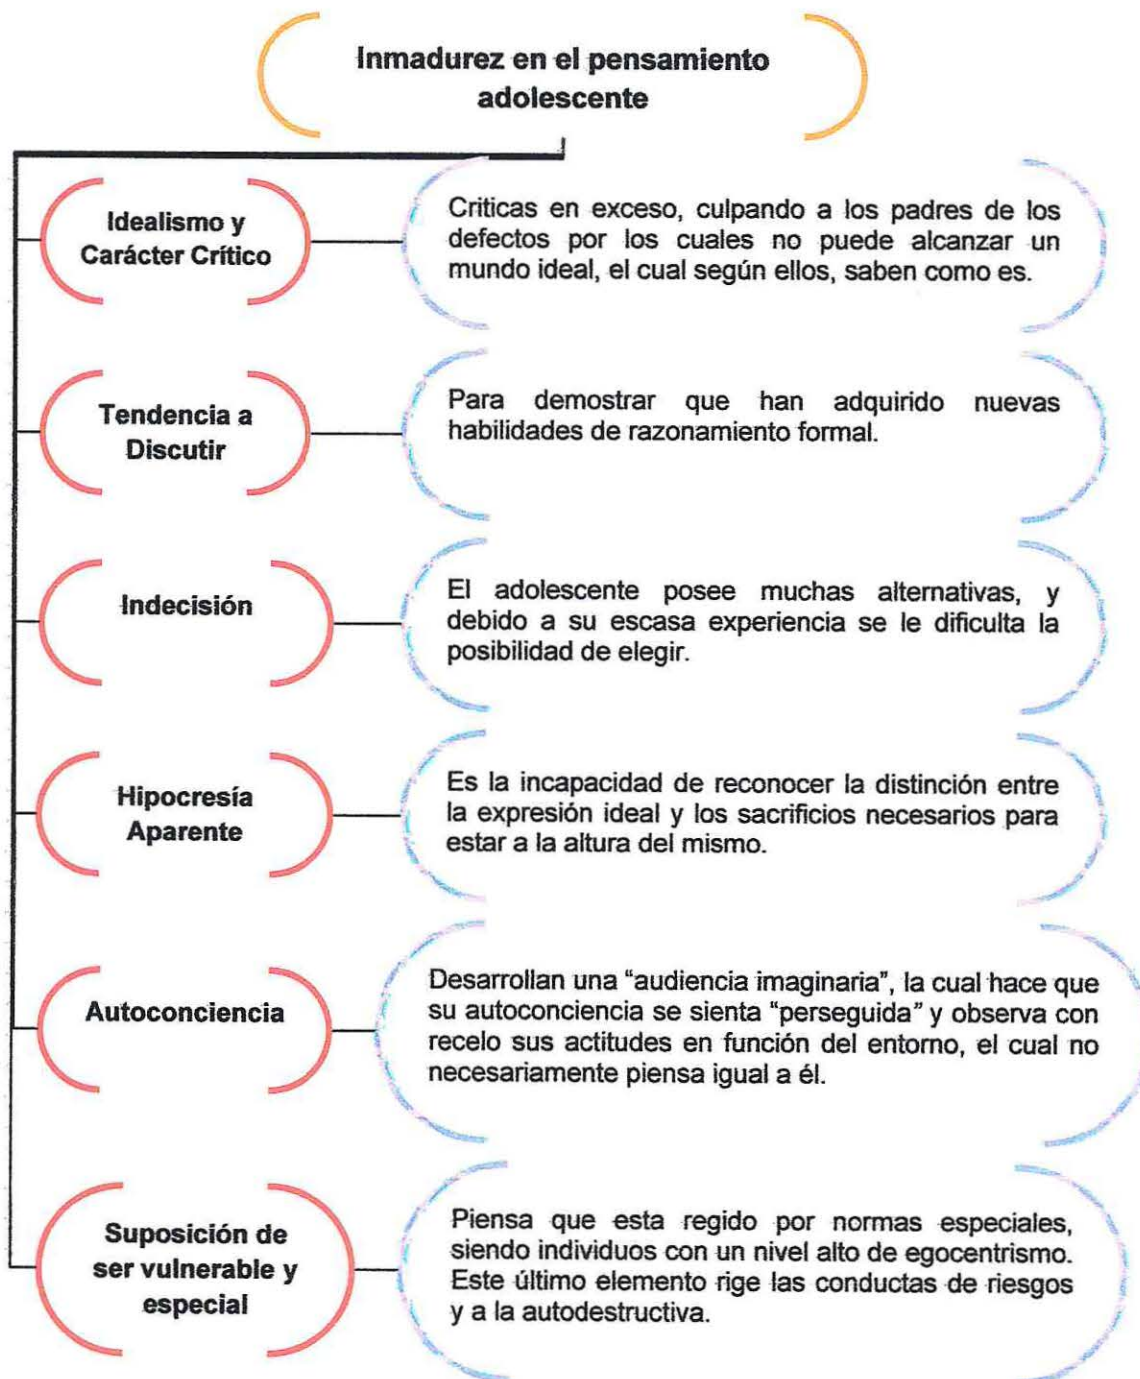 Inmadurez en el pensamiento
adolescente
Idealismo y
Carácter Crítico
Criticas en exceso, culpando a los padres de los
defectos por los cuales no puede alcanzar un
mundo ideal, el cual según ellos, saben como es.
Tendencia a
Discutir
Para demostrar que han adquirido nuevas
habilidades de razonamiento formal.
Indecisión
El adolescente posee muchas alternativas, y
debido a su escasa experiencia se le dificulta la
posibilidad de elegir.
Hipocresía
Aparente
Es la incapacidad de reconocer la distinción entre
la expresión ideal y los sacrificios necesarios para
estar a la altura del mismo.
Autoconciencia
Desarrollan una “audiencia imaginaria”, la cual hace que
su autoconciencia se sienta “perseguida” y observa con
recelo sus actitudes en función del entorno, el cual no
necesariamente piensa igual a él.
Suposición de
ser vulnerable y
especial
Piensa que esta regido por normas especiales,
siendo individuos con un nivel alto de egocentrismo.
Este último elemento rige las conductas de riesgos
y a la autodestructiva.